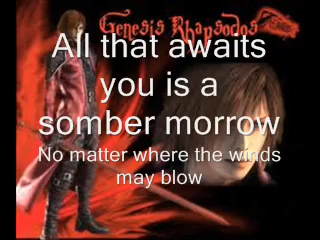 Genesis Rhapsodos
All that awaits
you is a
somber morrow
No matter where the winds
may blow